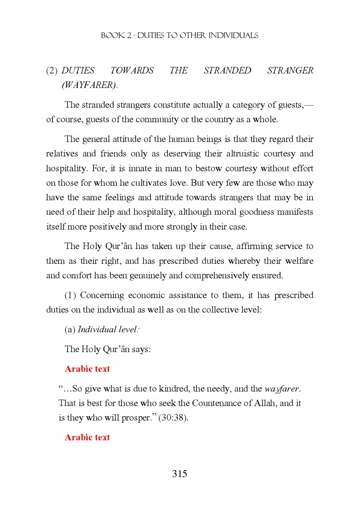 BOOK 2 - DUTIES TO OTHER INDIVIDUALS
(2) DUTIES TOWARDS THE STRANDED STRANGER
(WAYFARER).
The stranded strangers constitute actually a category of guests,—
of course, guests of the community or the country as a whole.
The general attitude of the human beings is that they regard their
relatives and friends only as deserving their altruistic courtesy and
hospitality. For, it is innate in man to bestow courtesy without effort
on those for whom he cultivates love. But very few are those who may
have the same feelings and attitude towards strangers that may be in
need of their help and hospitality, although moral goodness manifests
itself more positively and more strongly in their case.
The Holy Qur’ān has taken up their cause, affirming service to
them as their right, and has prescribed duties whereby their welfare
and comfort has been genuinely and comprehensively ensured.
(1) Concerning economic assistance to them, it has prescribed
duties on the individual as well as on the collective level:
(a) Individual level:
The Holy Qur’ān says:
Arabic text
“…So give what is due to kindred, the needy, and the wayfarer.
That is best for those who seek the Countenance of Allah, and it
is they who will prosper.” (30:38).
Arabic text
315